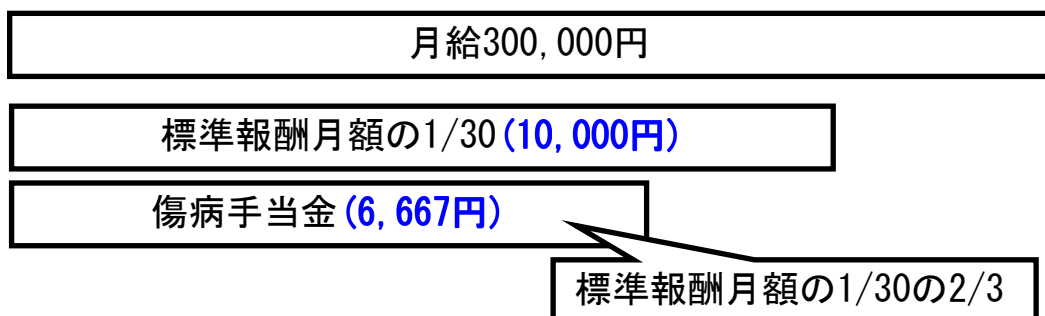 月給300,000円
標準報酬月額の1/30(10,000円)
傷病手当金(6,667円)
標準報酬月額の1/30の2/3